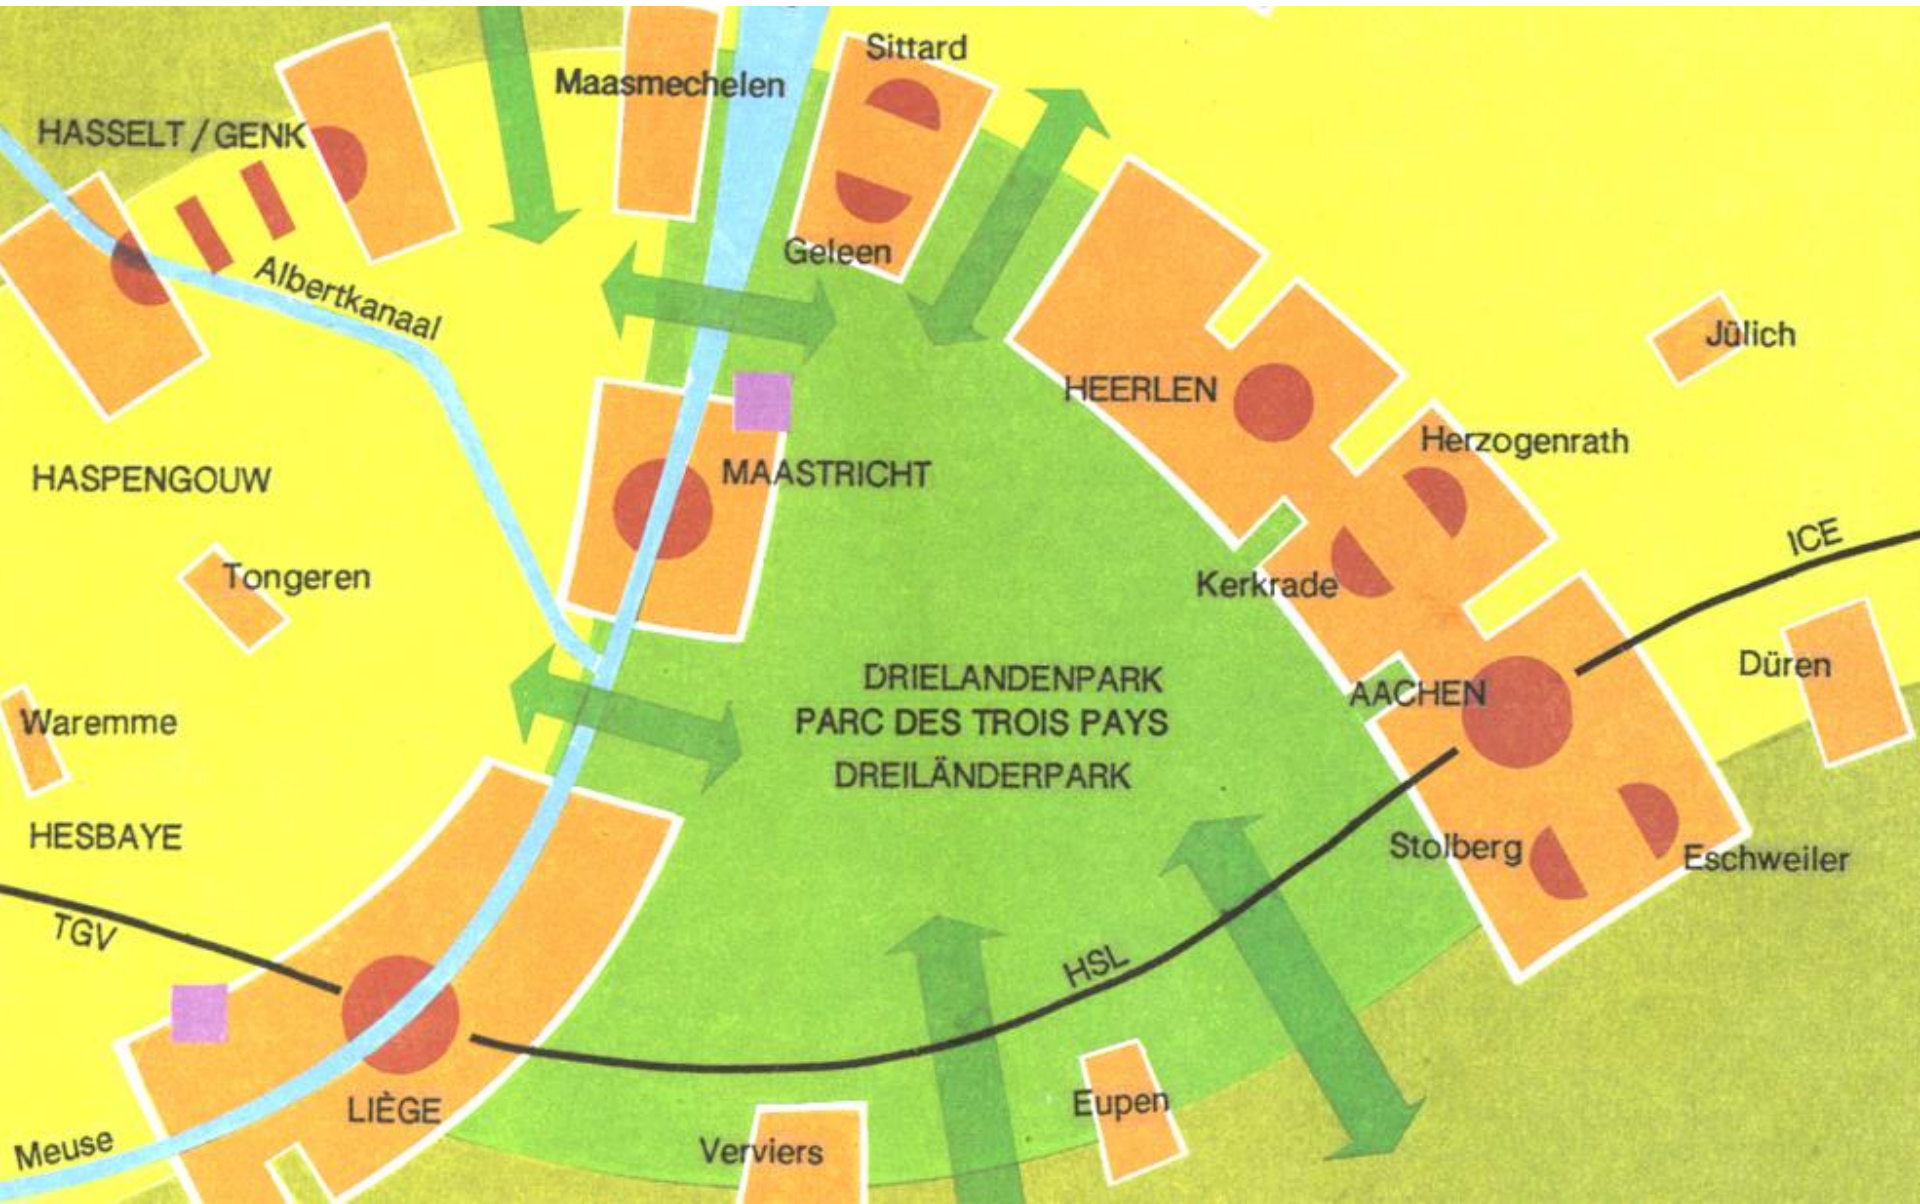 Sittard
Maasmechelen
HASSELT / GENK
Geleen
Albertkanaal
Jülich
HEERLEN
Herzogenrath
HASPENGOUW
MAASTRICHT
ICE
Tongeren
Kerkrade
Düren
DRIELANDENPARK
PARC DES TROIS PAYS
DREILÄNDERPARK
AACHEN
Waremme
HESBAYE
Stolberg
Eschweiler
TGV
HSL
LIÈGE
Eupen
Meuse
Verviers